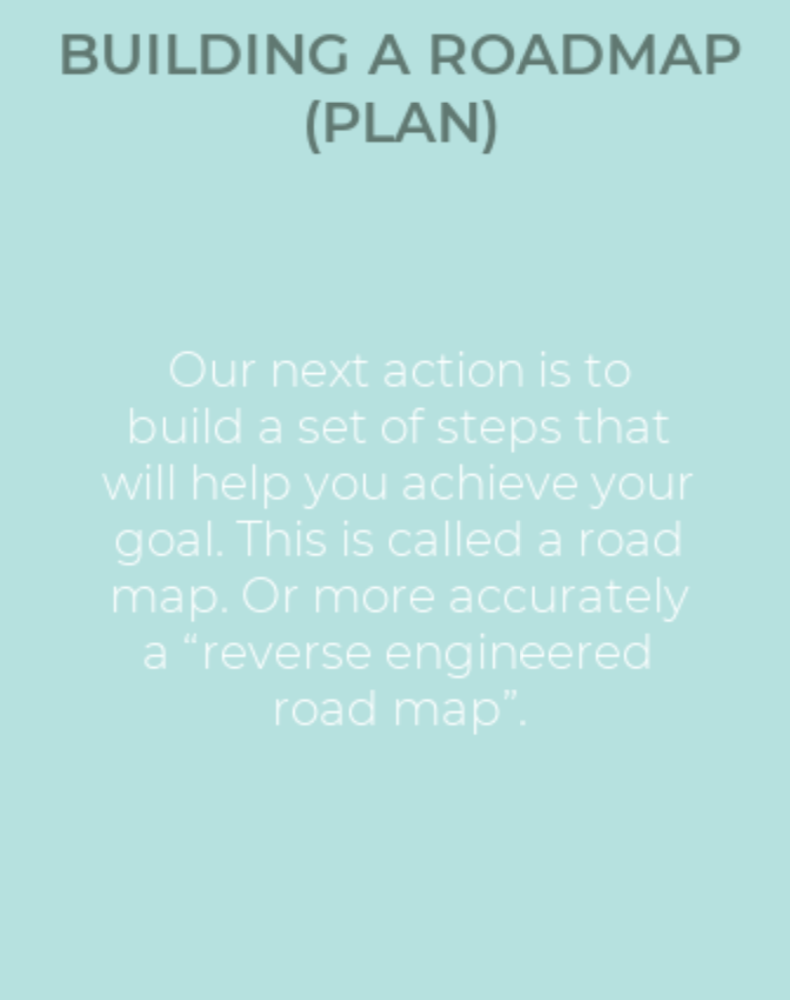 BUILDING A ROADMAP
(PLAN)
Our next action is to
build a set of steps that
will help you achieve your
goal. This is called a road
map. Or more accurately
a “reverse engineered
road map”.